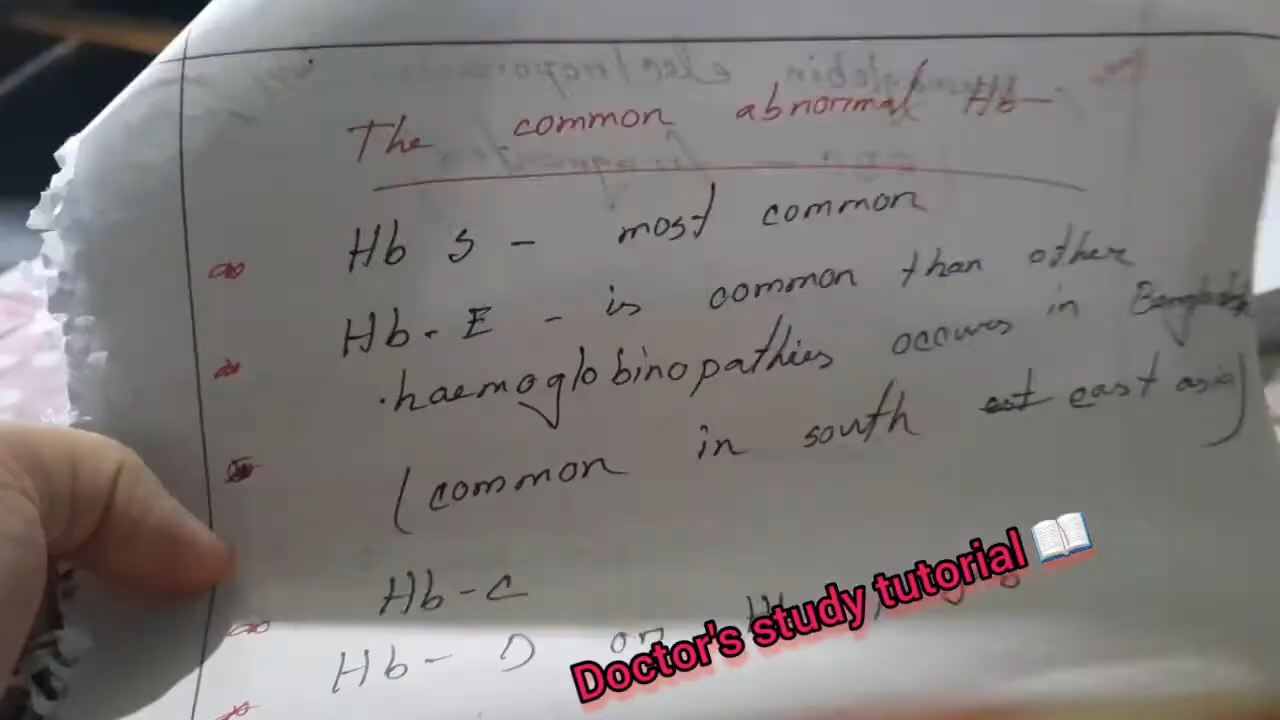 The common abnormal Hb-
Hb S - most common
Hb. E - is common than other
haemoglobinopathies occures in
(common in south east asia)
Hb-C
Hb- D or
Doctor's study tutorial 📖